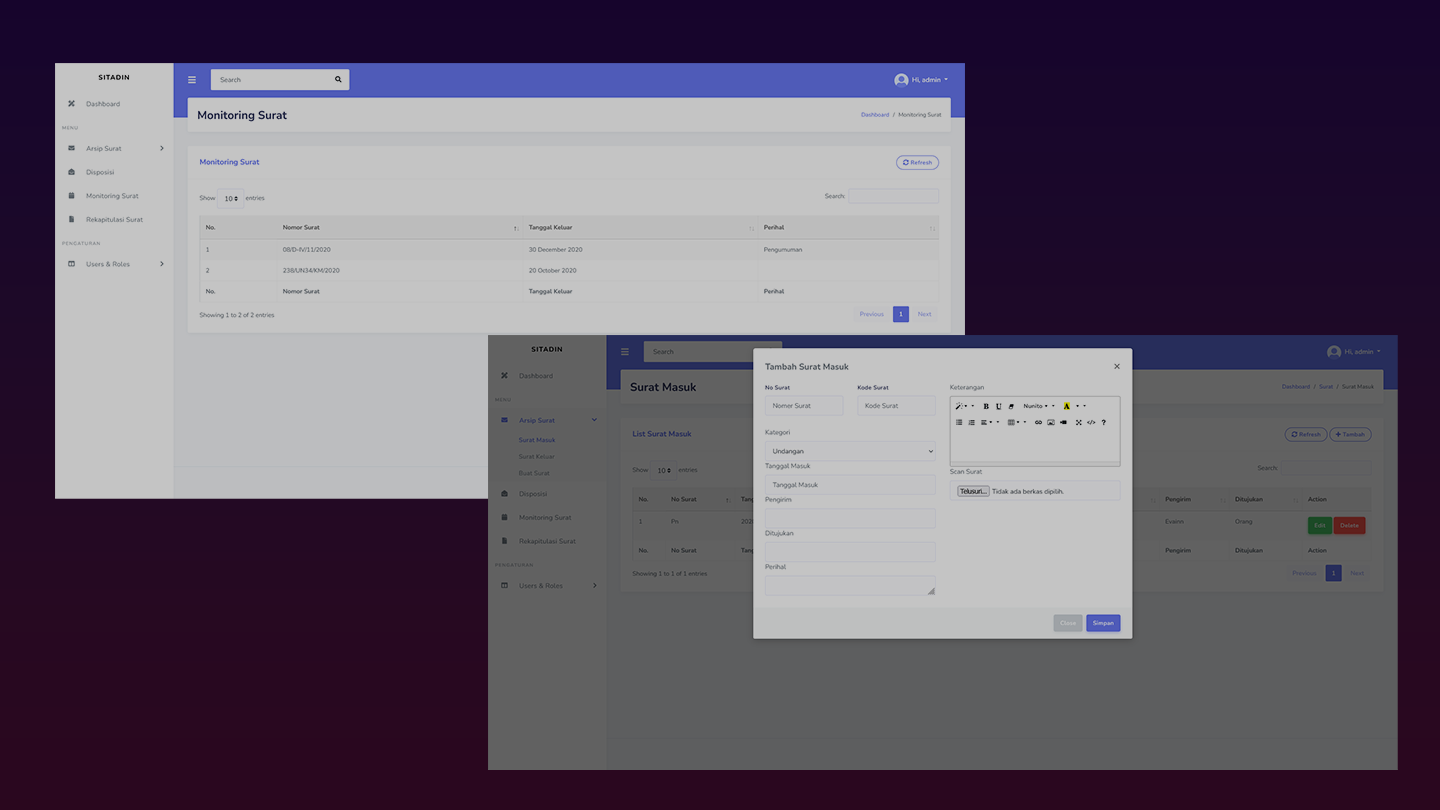 SITADIN
Search
Hi, admin
Dashboard
MENU
Arsip Surat
Disposisi
Monitoring Surat
Rekapitulasi Surat
PENGATURAN
Users & Roles
Monitoring Surat
Dashboard / Monitoring Surat
Monitoring Surat
Refresh
Show 10 entries
Search:
No. Nomor Surat Tanggal Keluar Perihal
1 08/D-IV/11/2020 30 December 2020 Pengumuman
2 238/UN34/KM/2020 20 October 2020
No. Nomor Surat Tanggal Keluar Perihal
Showing 1 to 2 of 2 entries
Previous 1 Next
SITADIN
Search
Hi, admin
Dashboard
MENU
Arsip Surat
Surat Masuk
Surat Keluar
Buat Surat
Disposisi
Monitoring Surat
Rekapitulasi Surat
PENGATURAN
Users & Roles
Surat Masuk
Dashboard / Surat / Surat Masuk
List Surat Masuk
Refresh
Tambah
Show 10 entries
Search:
No. No Surat Tang Pengirim Ditujukan Action
1 Pn 202 Evainn Orang Edit Delete
No. No Surat Tang Pengirim Ditujukan Action
Showing 1 to 1 of 1 entries
Previous 1 Next
Tambah Surat Masuk ×
No Surat Kode Surat
Nomer Surat Kode Surat
Kategori
Undangan
Tanggal Masuk
Tanggal Masuk
Pengirim
Ditujukan
Perihal
Keterangan
B U Nunito A
</> ?
Scan Surat
Telusuri... Tidak ada berkas dipilih.
Close Simpan